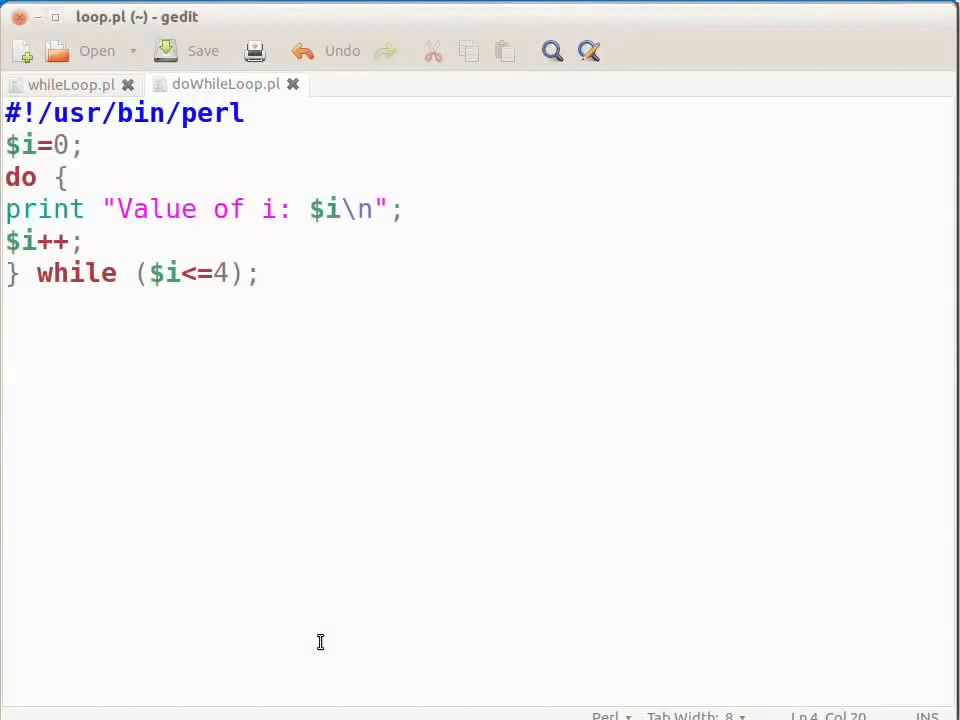 loop.pl (~) - gedit
Open Save Undo
whileLoop.pl doWhileLoop.pl
#!/usr/bin/perl
$i=0;
do {
print "Value of i: $i\n";
$i++;
} while ($i<=4);
Perl Tab Width: 8 Ln 4, Col 20 INS